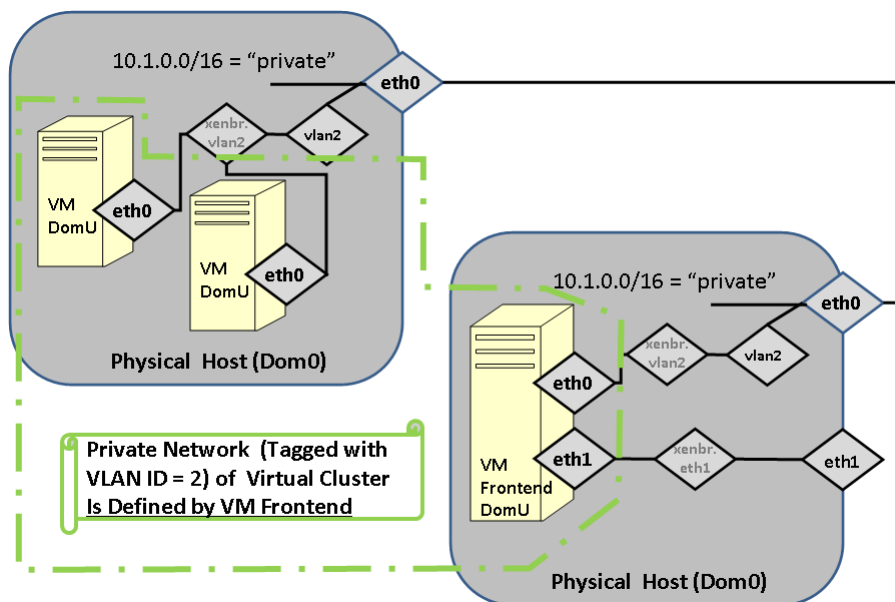 10.1.0.0/16 = "private"
eth0
xenbr.
vlan2
vlan2
VM
DomU
eth0
VM
DomU
eth0
Physical Host (Dom0)
10.1.0.0/16 = "private"
eth0
xenbr.
vlan2
vlan2
eth0
VM
Frontend
DomU
eth1
xenbr.
eth1
eth1
Physical Host (Dom0)
Private Network (Tagged with
VLAN ID = 2) of Virtual Cluster
Is Defined by VM Frontend